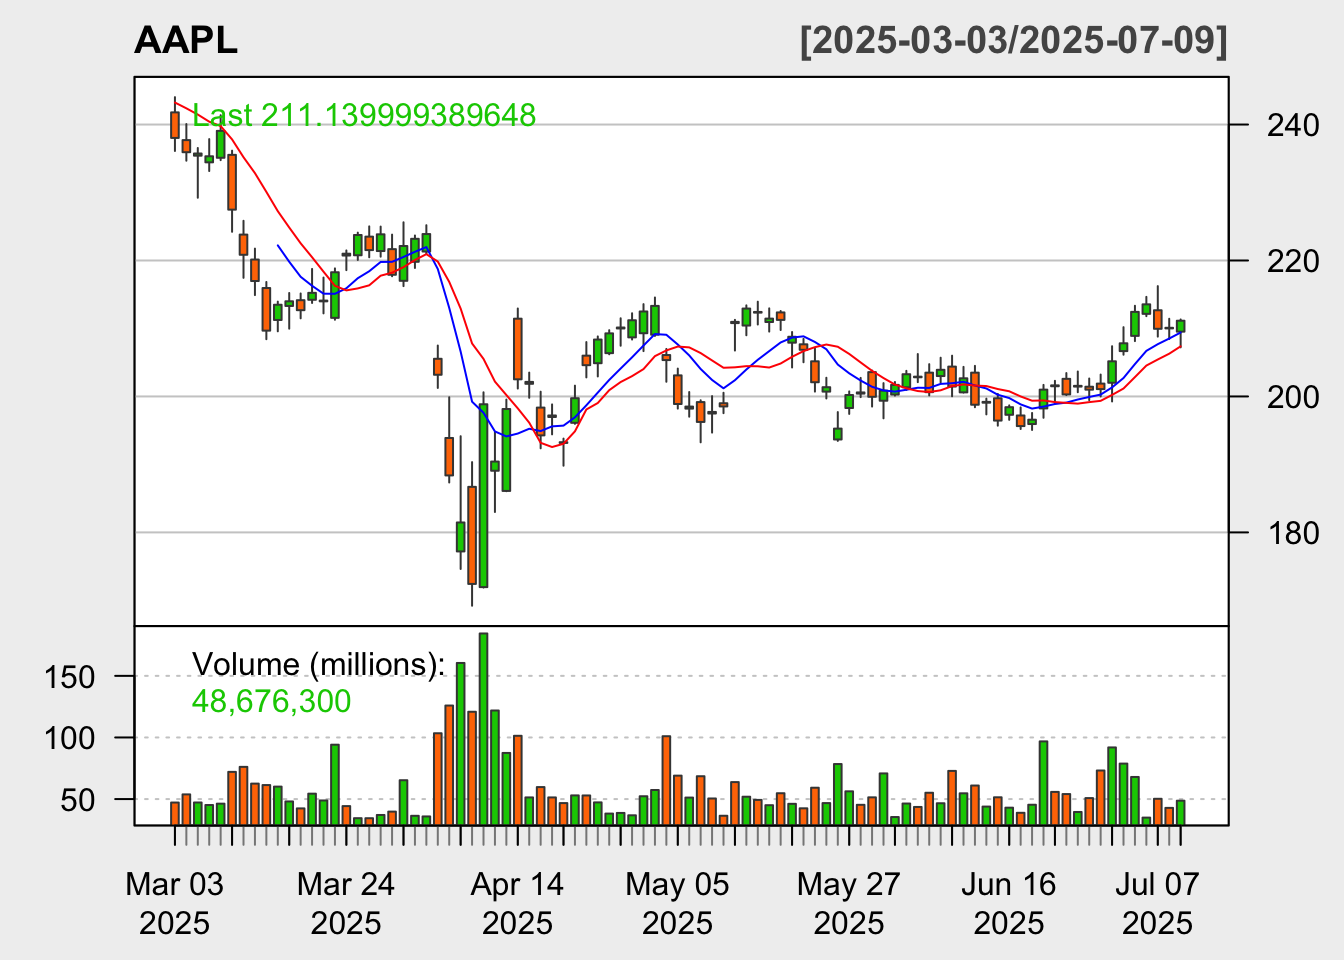 AAPL
[2025-03-03/2025-07-09]
Last 211.139999389648
240
220
200
180
Volume (millions):
48,676,300
150
100
50
Mar 03
2025
Mar 24
2025
Apr 14
2025
May 05
2025
May 27
2025
Jun 16
2025
Jul 07
2025